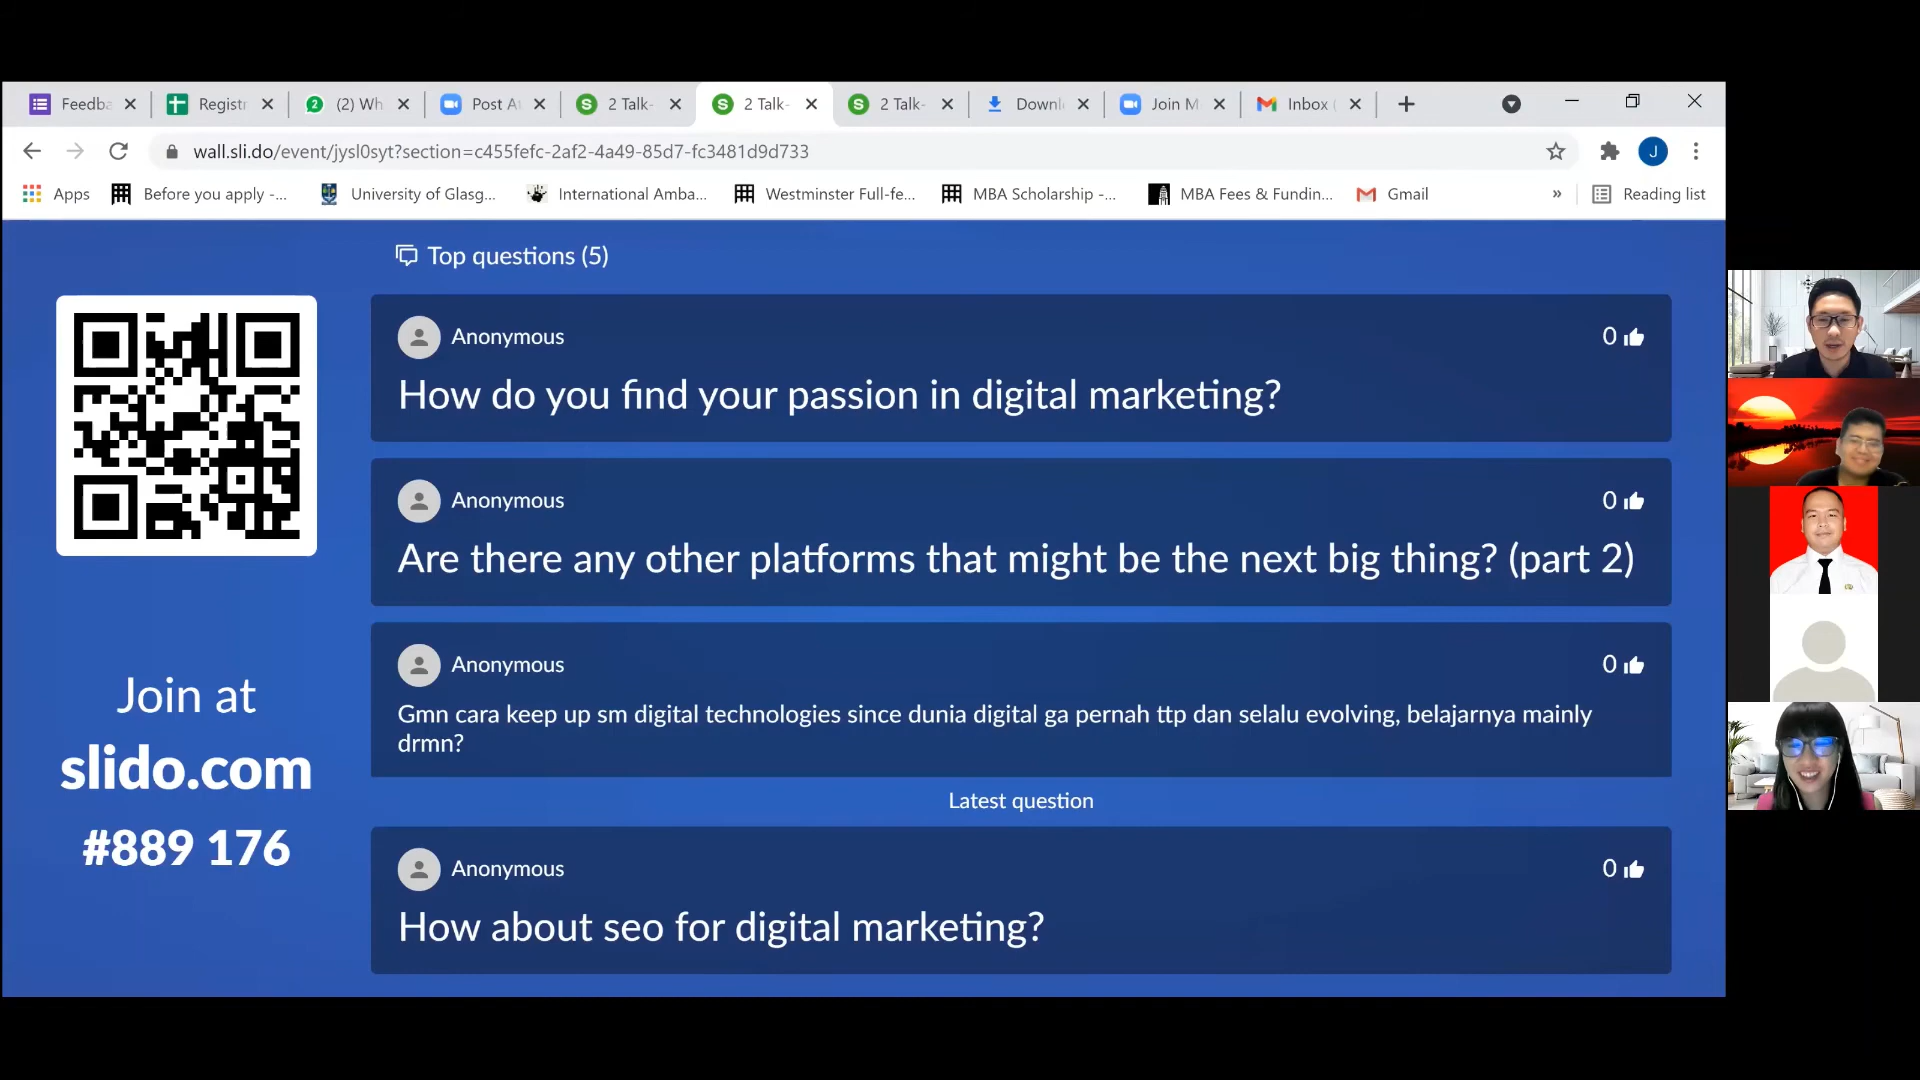 Feedba
Registr
(2) Wh
Post A
2 Talk-
2 Talk-
2 Talk-
Downl
Join M
Inbox (
wall.sli.do/event/jysl0syt?section=c455fefc-2af2-4a49-85d7-fc3481d9d733
J
Apps
Before you apply -...
University of Glasg...
International Amba...
Westminster Full-fe...
MBA Scholarship -...
MBA Fees & Fundin...
Gmail
»
Reading list
Top questions (5)
Anonymous
0
How do you find your passion in digital marketing?
Anonymous
0
Are there any other platforms that might be the next big thing? (part 2)
Anonymous
0
Gmn cara keep up sm digital technologies since dunia digital ga pernah ttp dan selalu evolving, belajarnya mainly
drmn?
Latest question
Anonymous
0
How about seo for digital marketing?
Join at
slido.com
#889 176